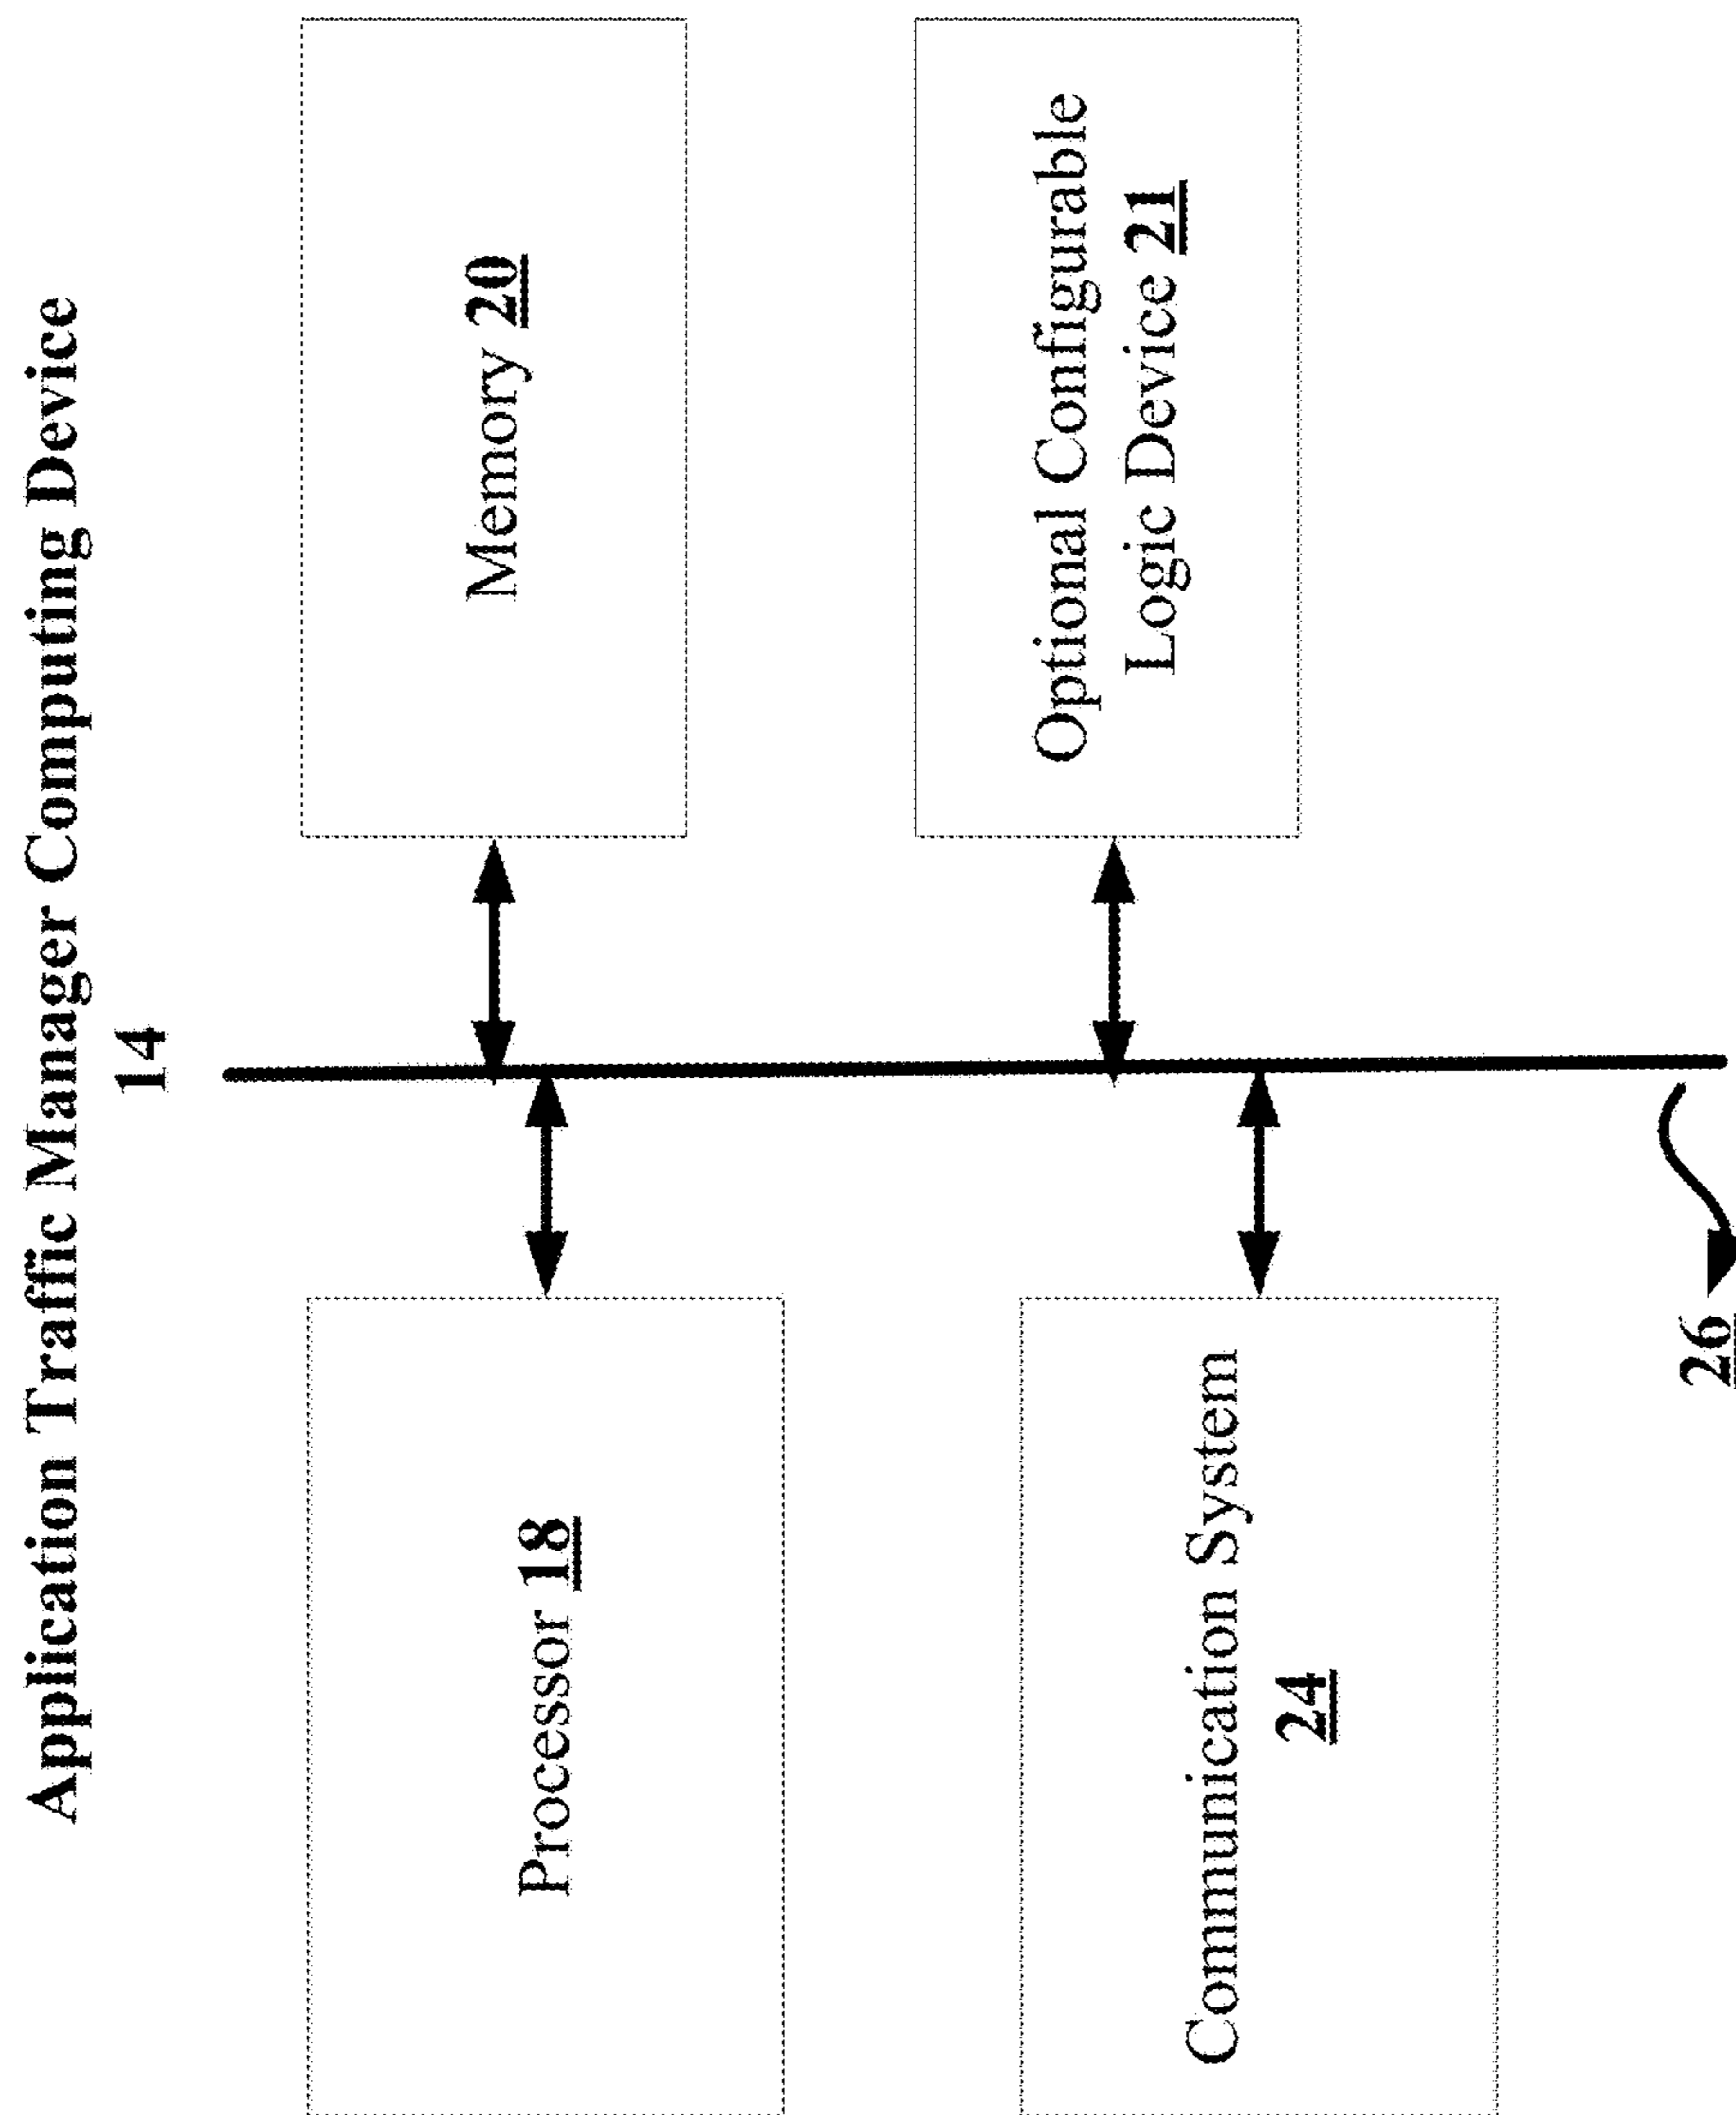 Application Traffic Manager Computing Device
14
Processor 18
Memory 20
Communication System
24
Optional Configurable
Logic Device 21
26